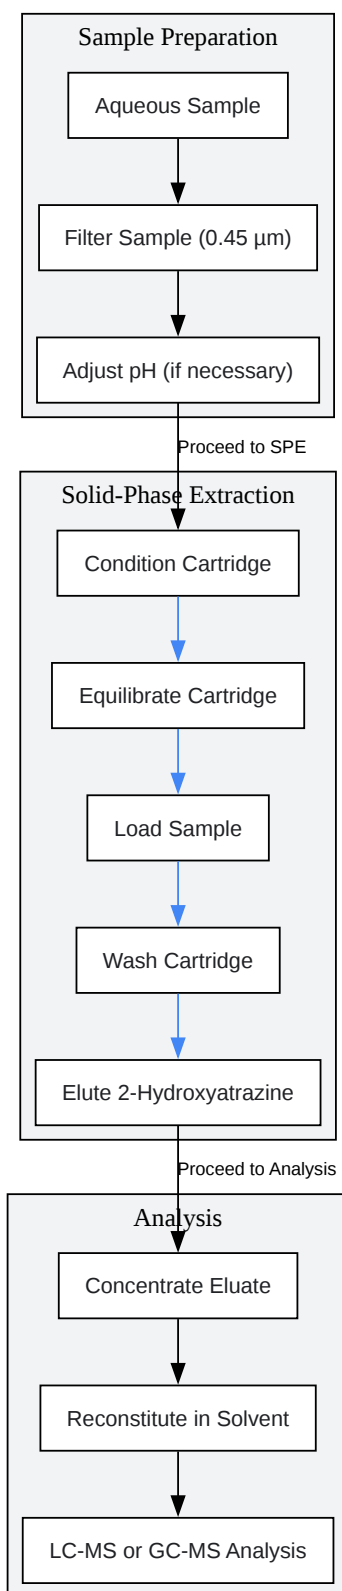 Sample Preparation
Aqueous Sample
Filter Sample (0.45 µm)
Adjust pH (if necessary)
Proceed to SPE
Solid-Phase Extraction
Condition Cartridge
Equilibrate Cartridge
Load Sample
Wash Cartridge
Elute 2-Hydroxyatrazine
Proceed to Analysis
Analysis
Concentrate Eluate
Reconstitute in Solvent
LC-MS or GC-MS Analysis